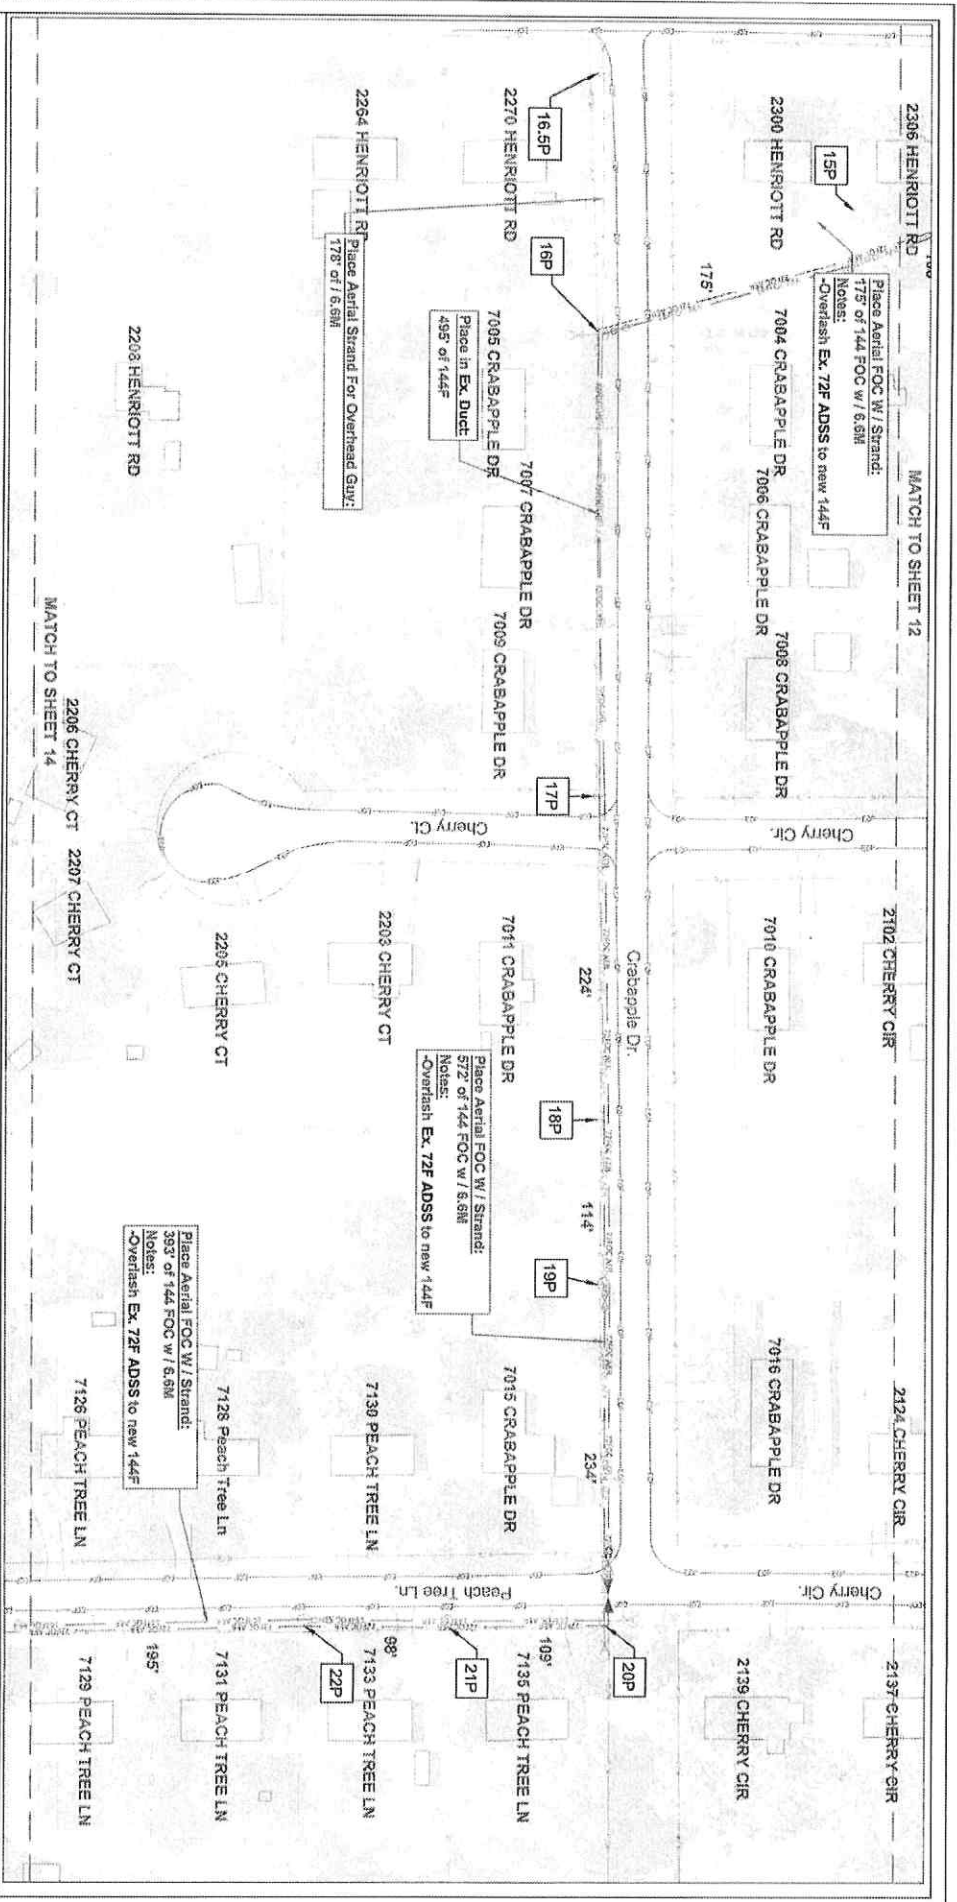 2306 HENRIOTT RD
MATCH TO SHEET 12
2102 CHERRY CIR
2124 CHERRY CIR
2137 CHERRY CIR
15P
Place Aerial FOC W / Strand:
175' of 144 FOC w / 6.6M
Notes:
-Overlash Ex. 72F ADSS to new 144F
2300 HENRIOTT RD
175'
7004 CRABAPPLE DR
7006 CRABAPPLE DR
7008 CRABAPPLE DR
Cherry Cir.
7010 CRABAPPLE DR
7016 CRABAPPLE DR
Cherry Cir.
2139 CHERRY CIR
Crabapple Dr.
224'
114'
234'
16.5P
16P
17P
18P
19P
20P
2270 HENRIOTT RD
7005 CRABAPPLE DR
7007 CRABAPPLE DR
7009 CRABAPPLE DR
7011 CRABAPPLE DR
7015 CRABAPPLE DR
109'
7135 PEACH TREE LN
Place in Ex. Duct:
495' of 144F
Cherry Ct.
Place Aerial FOC W / Strand:
572' of 144 FOC w / 6.6M
Notes:
-Overlash Ex. 72F ADSS to new 144F
Peach Tree Ln.
21P
2264 HENRIOTT RD
Place Aerial Strand For Overhead Guy:
178' of / 6.6M
2203 CHERRY CT
7130 PEACH TREE LN
98'
7133 PEACH TREE LN
22P
2205 CHERRY CT
7128 Peach Tree Ln
7131 PEACH TREE LN
2208 HENRIOTT RD
Place Aerial FOC W / Strand:
393' of 144 FOC w / 6.6M
Notes:
-Overlash Ex. 72F ADSS to new 144F
195'
2206 CHERRY CT
2207 CHERRY CT
7126 PEACH TREE LN
7129 PEACH TREE LN
MATCH TO SHEET 14